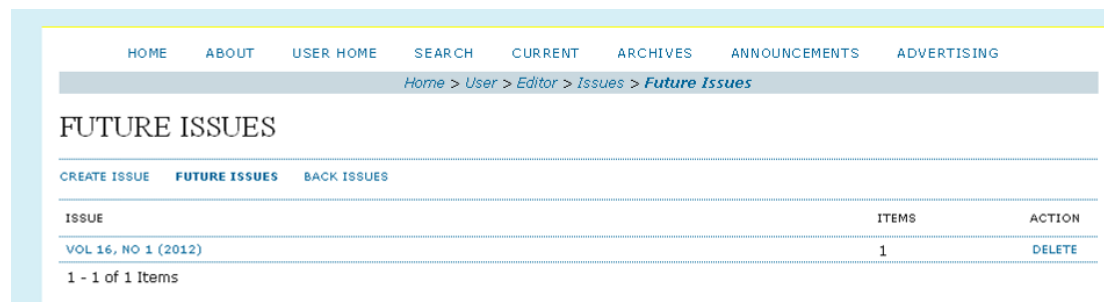 HOME ABOUT USER HOME SEARCH CURRENT ARCHIVES ANNOUNCEMENTS ADVERTISING
Home > User > Editor > Issues > Future Issues
FUTURE ISSUES
CREATE ISSUE FUTURE ISSUES BACK ISSUES
ISSUE ITEMS ACTION
VOL 16, NO 1 (2012) 1 DELETE
1 - 1 of 1 Items